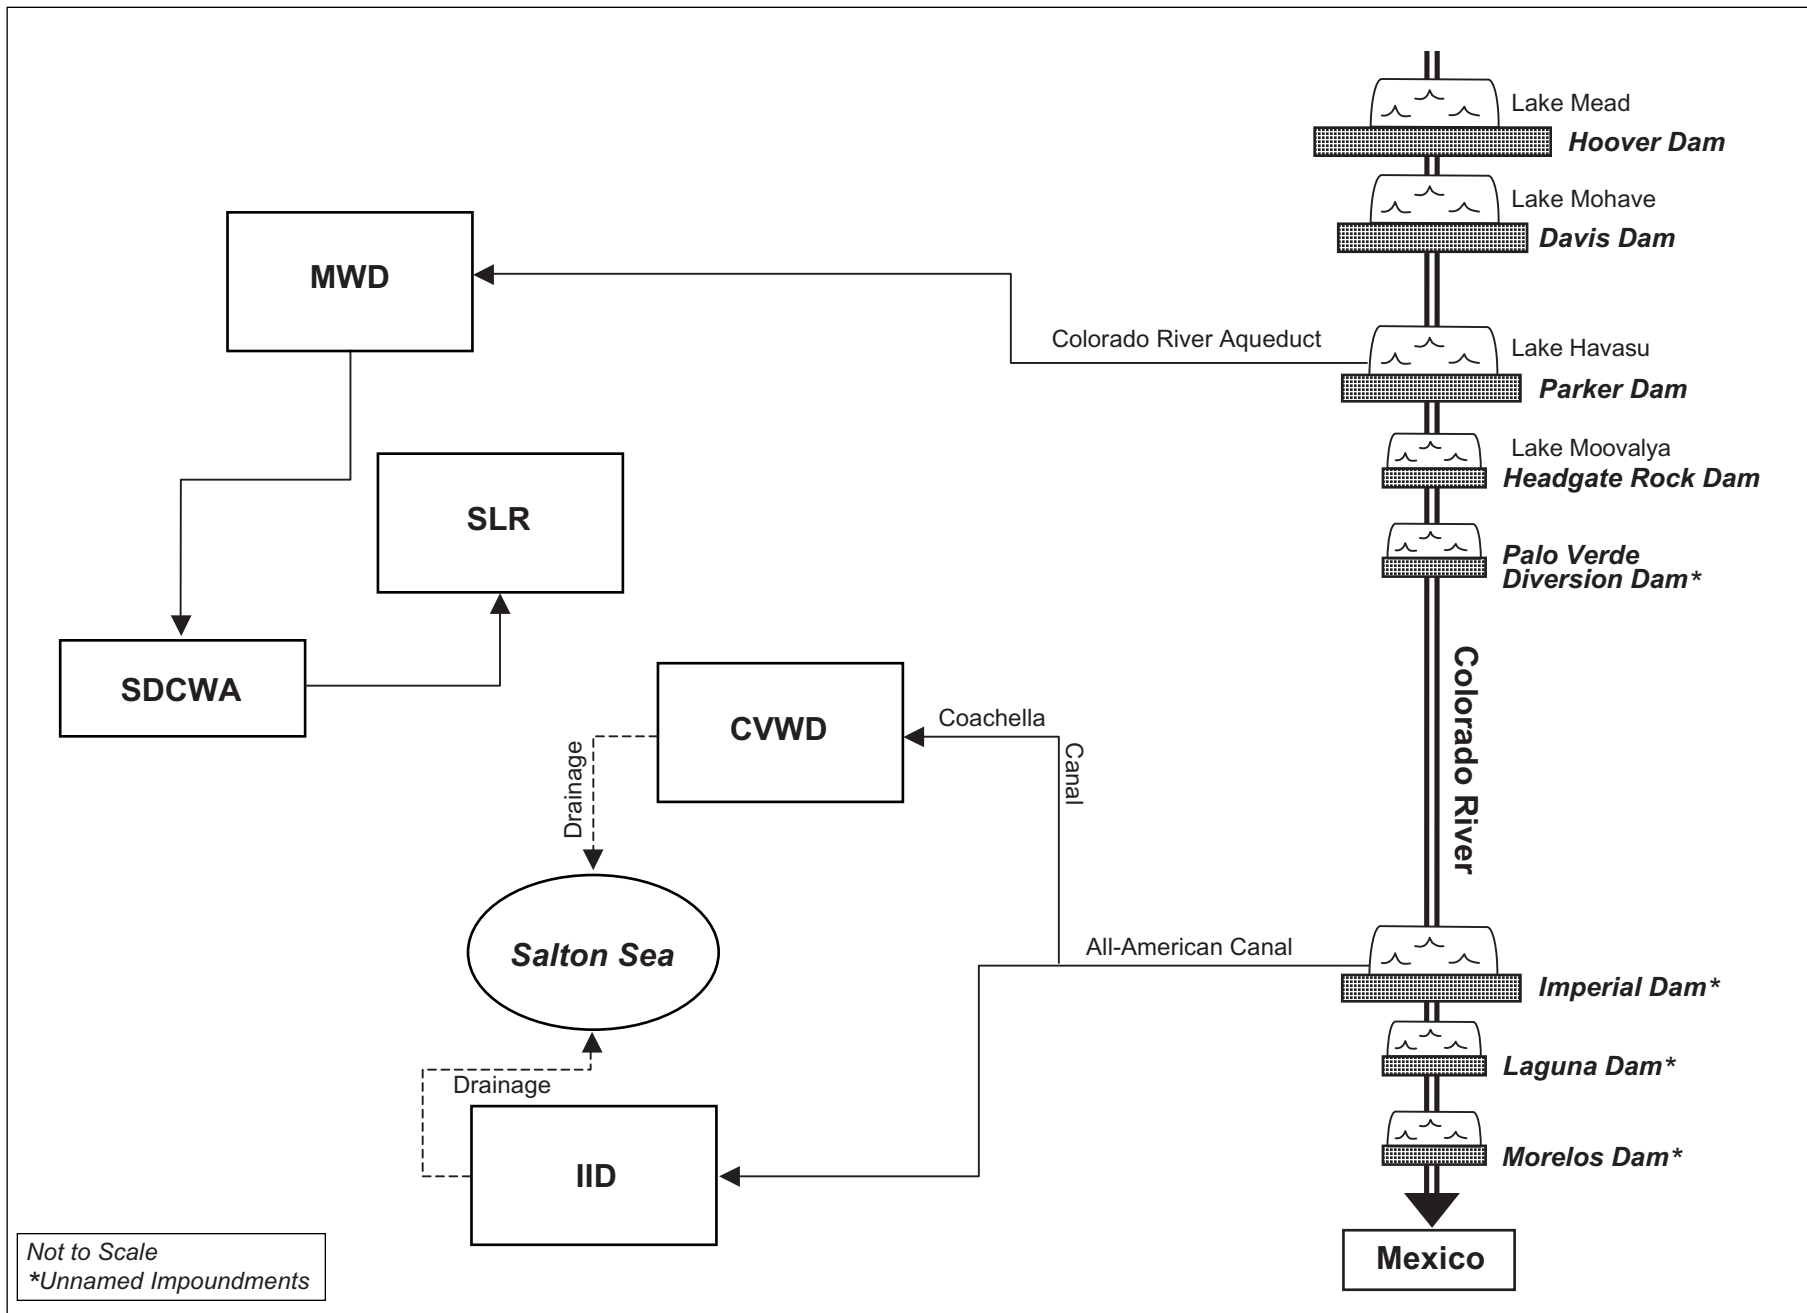 Lake Mead
Hoover Dam
Lake Mohave
Davis Dam
MWD
Colorado River Aqueduct
Lake Havasu
Parker Dam
Lake Moovalya
Headgate Rock Dam
SLR
Palo Verde
Diversion Dam*
SDCWA
CVWD
Coachella
Canal
Drainage
Colorado River
Salton Sea
All-American Canal
Imperial Dam*
Laguna Dam*
Drainage
IID
Morelos Dam*
Mexico
Not to Scale
*Unnamed Impoundments